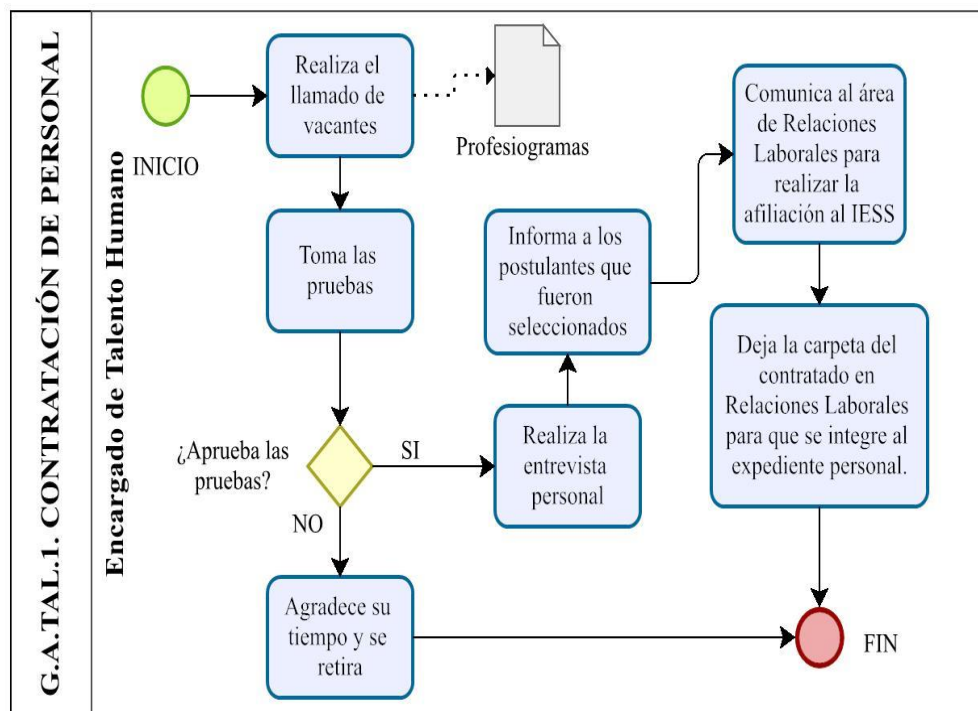 G.A.TAL.1. CONTRATACIÓN DE PERSONAL
Encargado de Talento Humano
INICIO
Realiza el
llamado de
vacantes
Profesiogramas
Toma las
pruebas
¿Aprueba las
pruebas?
SI
NO
Agradece su
tiempo y se
retira
Realiza la
entrevista
personal
Informa a los
postulantes que
fueron
seleccionados
Comunica al área
de Relaciones
Laborales para
realizar la
afiliación al IESS
Deja la carpeta del
contratado en
Relaciones Laborales
para que se integre al
expediente personal.
FIN